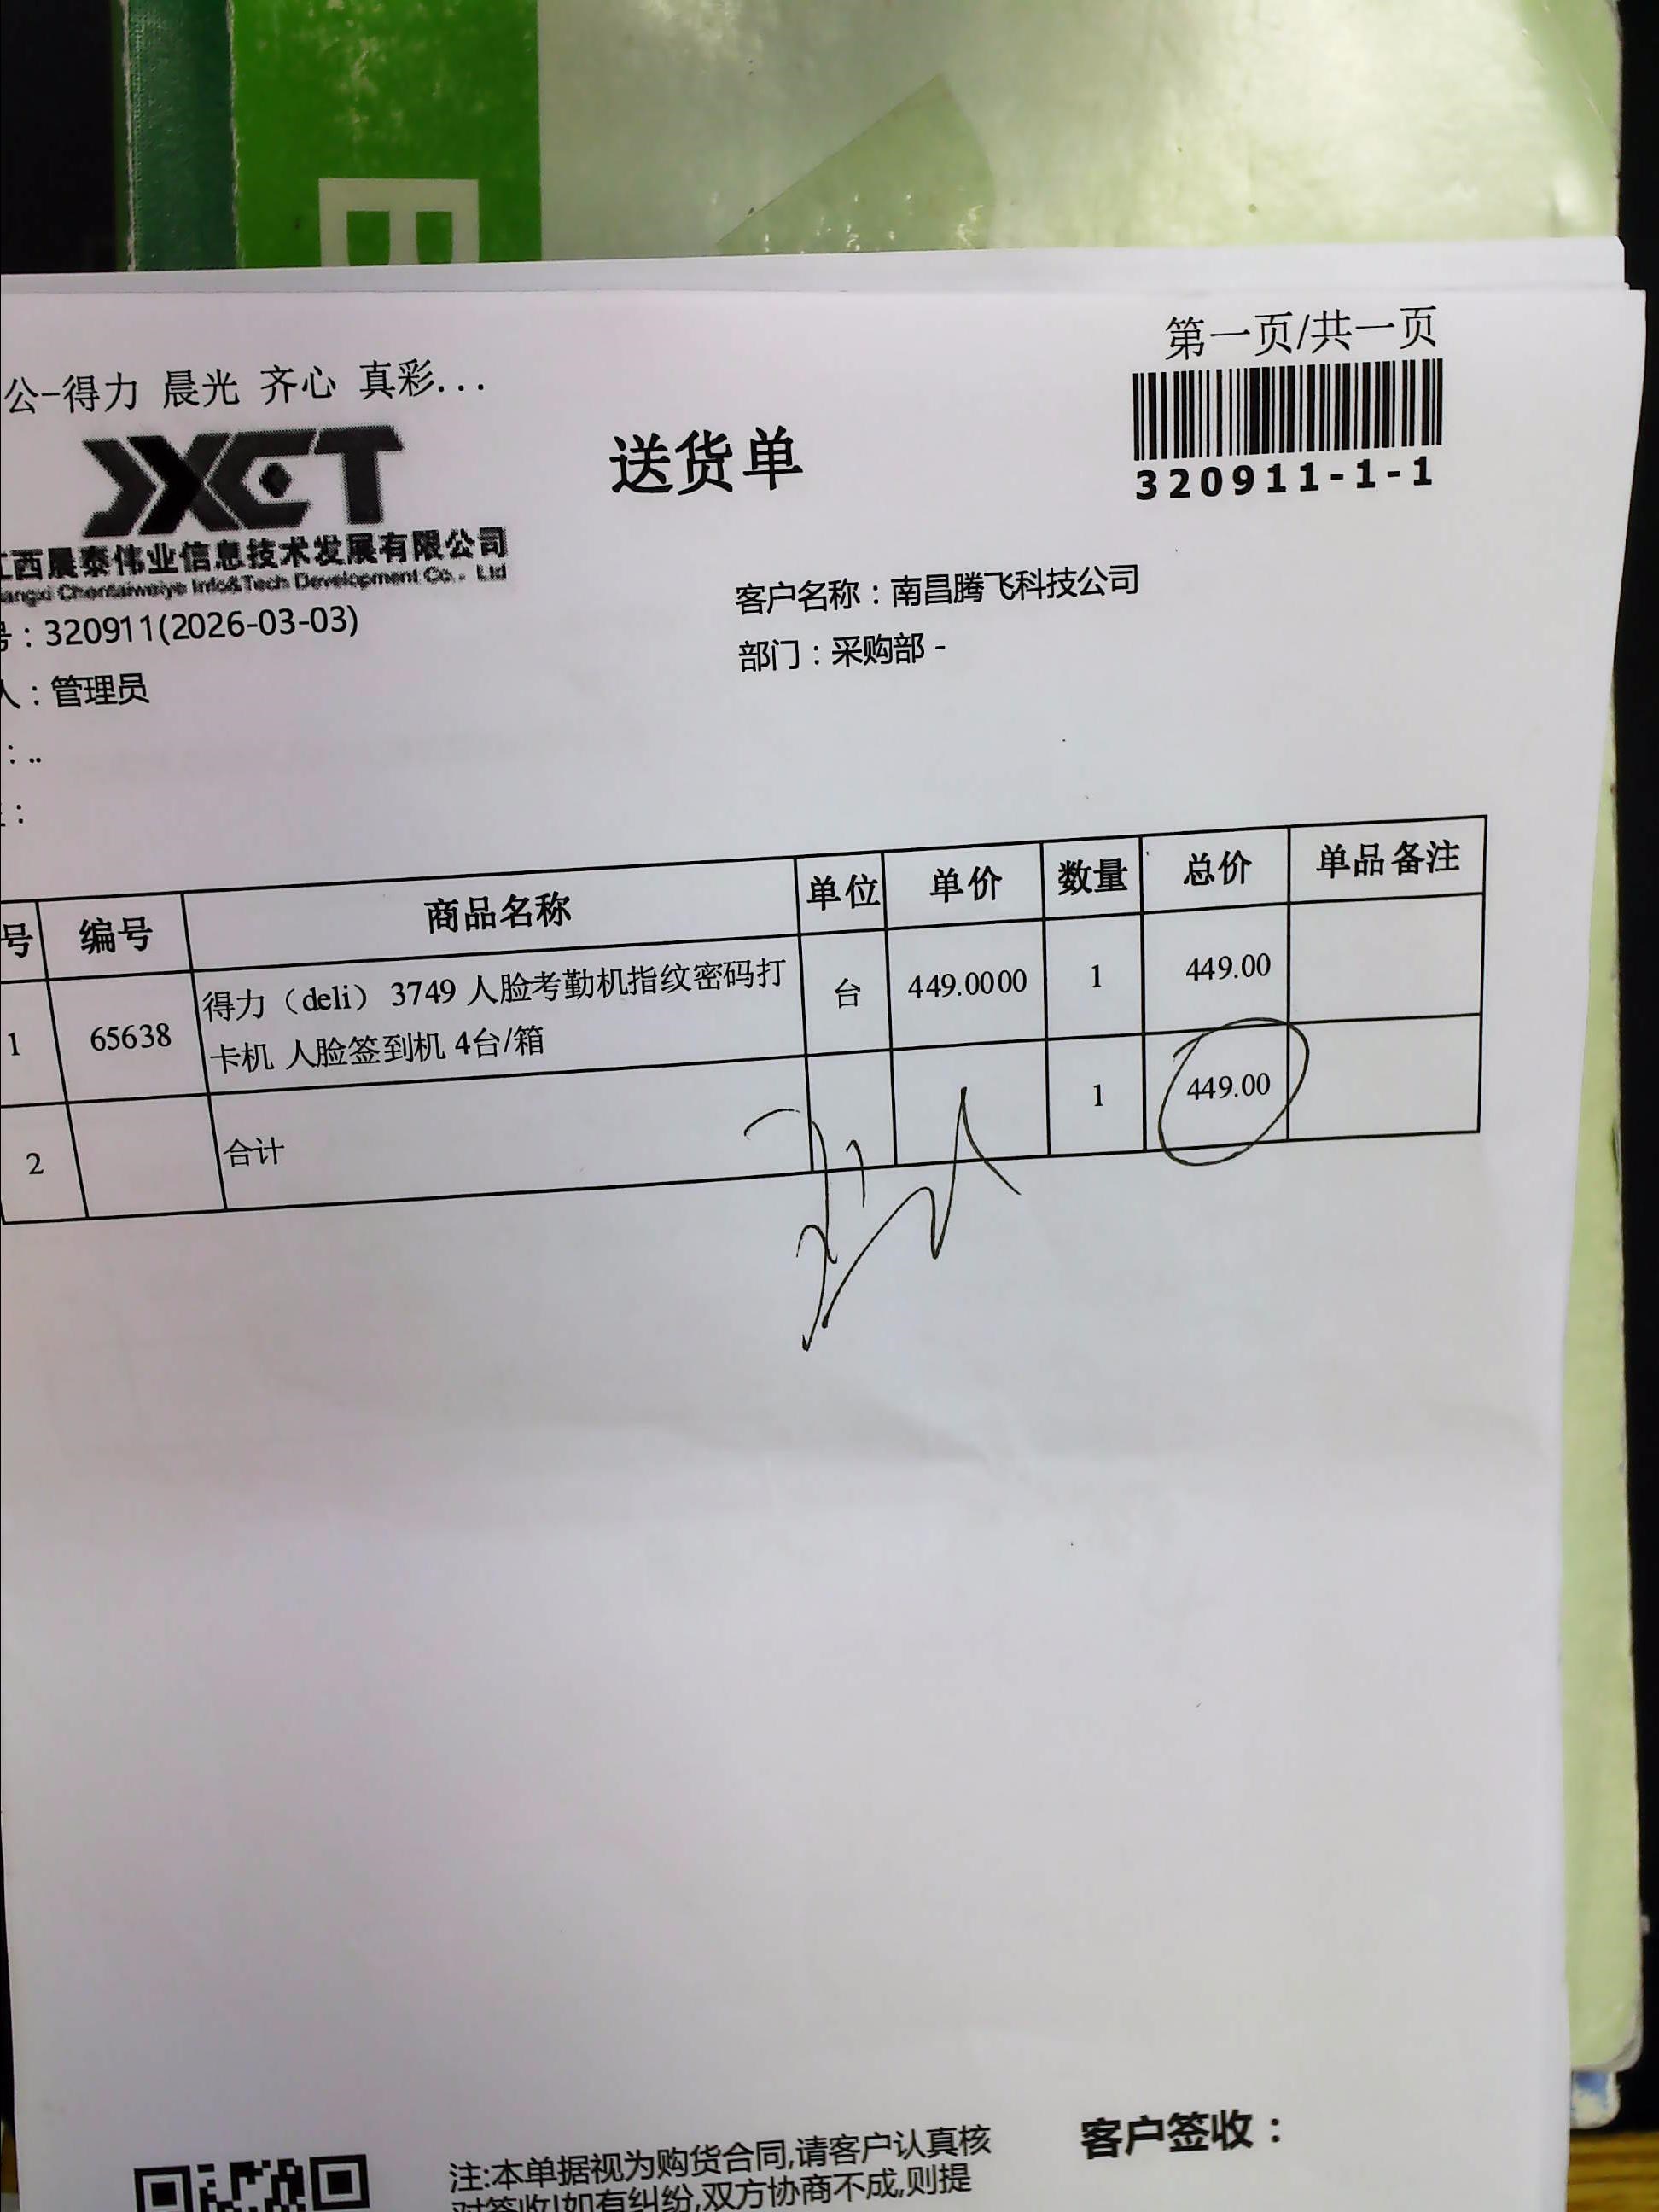 第一页/共一页
公-得力 晨光 齐心 真彩...
JXCT
送货单
320911-1-1
江西晨泰伟业信息技术发展有限公司
angxi Chentaiweiye Info&Tech Development Co., Ltd
号：320911(2026-03-03)
客户名称：南昌腾飞科技公司
部门：采购部 -
人：管理员
：..
：
号 编号 商品名称 单位 单价 数量 总价 单品备注
1 65638 得力（deli）3749 人脸考勤机指纹密码打 台 449.0000 1 449.00
卡机 人脸签到机 4台/箱
2 合计 1 449.00
注:本单据视为购货合同,请客户认真核
对签收!如有纠纷,双方协商不成,则提
客户签收：